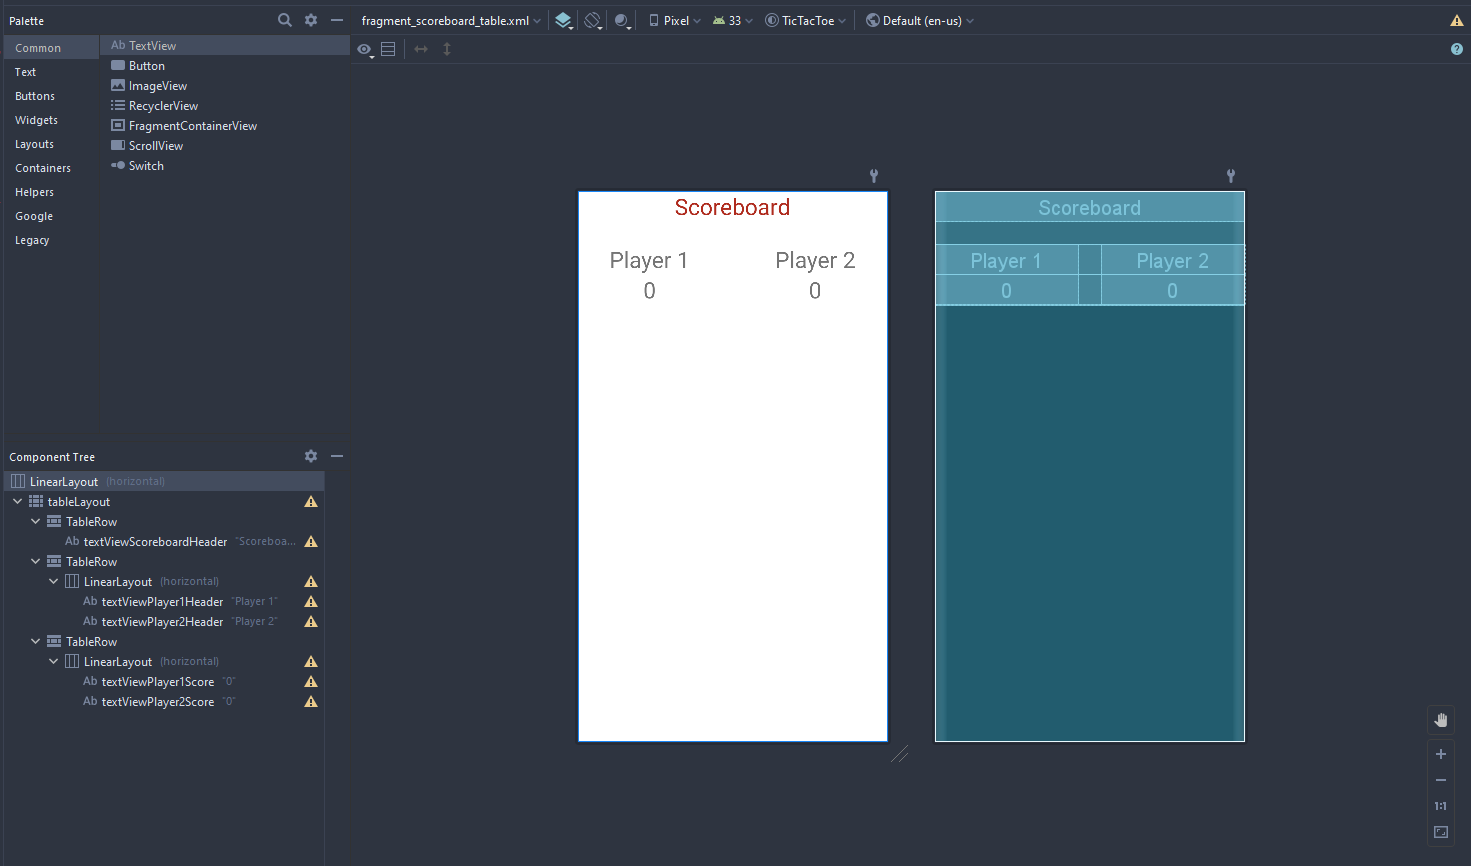 Palette
fragment_scoreboard_table.xml
Pixel
33
TicTacToe
Default (en-us)
Common
Text
Buttons
Widgets
Layouts
Containers
Helpers
Google
Legacy
Ab TextView
Button
ImageView
RecyclerView
FragmentContainerView
ScrollView
Switch
Scoreboard
Player 1 Player 2
0 0
Scoreboard
Player 1 Player 2
0 0
Component Tree
LinearLayout (horizontal)
tableLayout
TableRow
Ab textViewScoreboardHeader "Scoreboa...
TableRow
LinearLayout (horizontal)
Ab textViewPlayer1Header "Player 1"
Ab textViewPlayer2Header "Player 2"
TableRow
LinearLayout (horizontal)
Ab textViewPlayer1Score "0"
Ab textViewPlayer2Score "0"
1:1